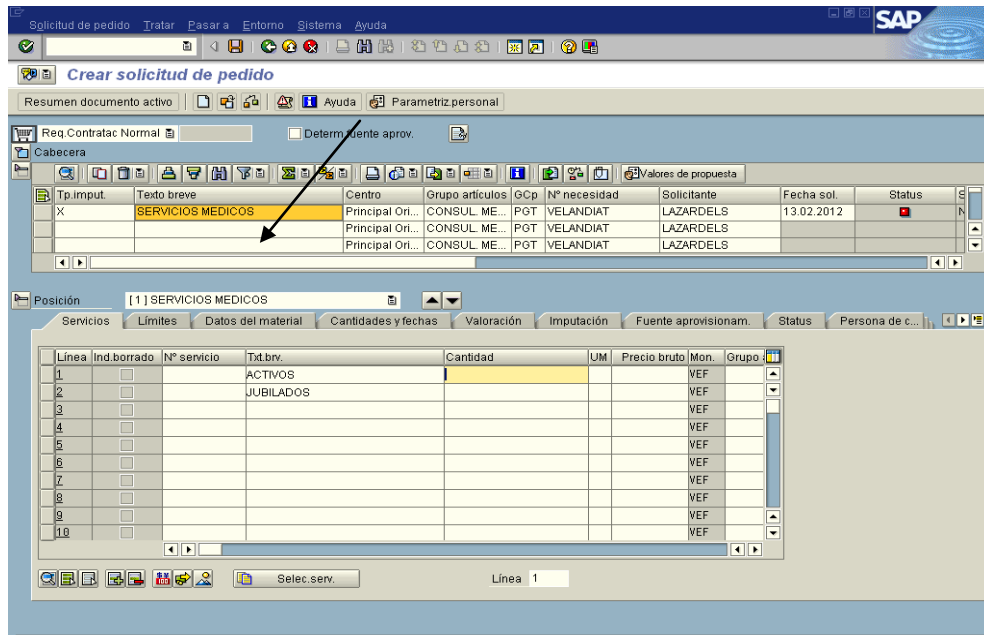 Solicitud de pedido Tratar Pasar a Entorno Sistema Ayuda
SAP
Crear solicitud de pedido
Resumen documento activo Ayuda Parametriz.personal
Req.Contratac Normal Determ.fuente aprov.
Cabecera
Valores de propuesta
Tp.imput. Texto breve Centro Grupo artículos GCp Nº necesidad Solicitante Fecha sol. Status S
X SERVICIOS MEDICOS Principal Ori... CONSUL. ME... PGT VELANDIAT LAZARDELS 13.02.2012 N
Principal Ori... CONSUL. ME... PGT VELANDIAT LAZARDELS
Principal Ori... CONSUL. ME... PGT VELANDIAT LAZARDELS
Posición [ 1 ] SERVICIOS MEDICOS
Servicios Límites Datos del material Cantidades y fechas Valoración Imputación Fuente aprovisionam. Status Persona de c...
Línea Ind.borrado Nº servicio Txt.brv. Cantidad UM Precio bruto Mon. Grupo
1 ACTIVOS VEF
2 JUBILADOS VEF
3 VEF
4 VEF
5 VEF
6 VEF
7 VEF
8 VEF
9 VEF
10 VEF
Selec.serv. Línea 1